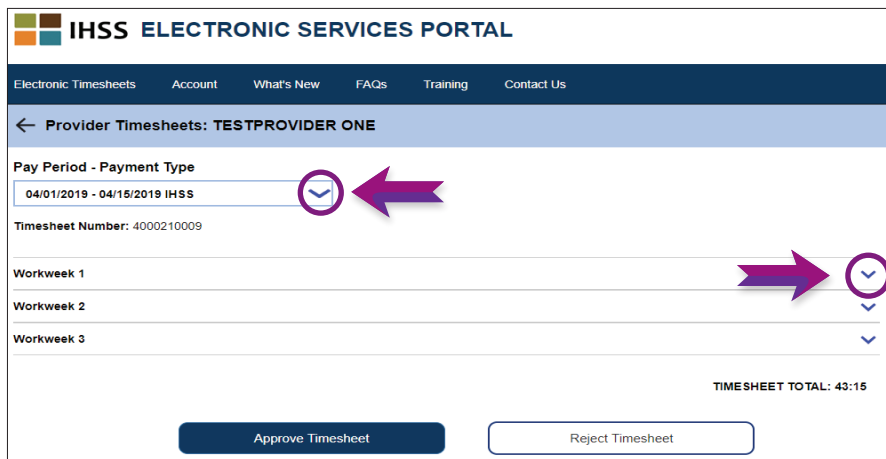 IHSS ELECTRONIC SERVICES PORTAL
Electronic Timesheets Account What's New FAQs Training Contact Us
Provider Timesheets: TESTPROVIDER ONE
Pay Period - Payment Type
04/01/2019 - 04/15/2019 IHSS
Timesheet Number: 4000210009
Workweek 1
Workweek 2
Workweek 3
TIMESHEET TOTAL: 43:15
Approve Timesheet Reject Timesheet